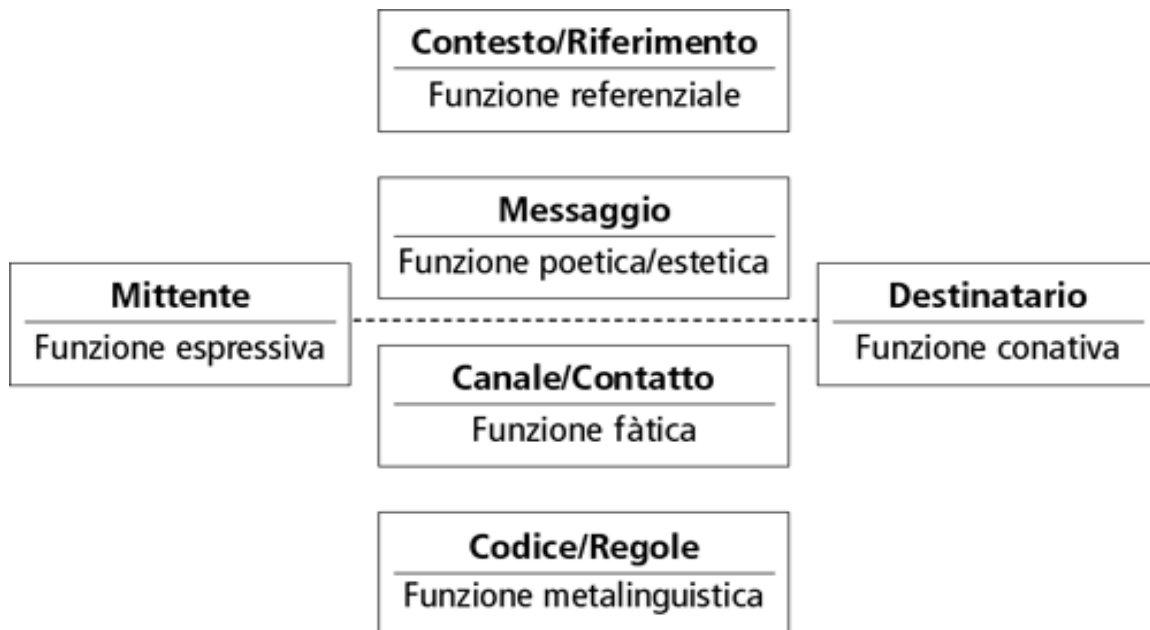 Contesto/Riferimento
Funzione referenziale
Messaggio
Funzione poetica/estetica
Mittente
Funzione espressiva
Destinatario
Funzione conativa
Canale/Contatto
Funzione fàtica
Codice/Regole
Funzione metalinguistica